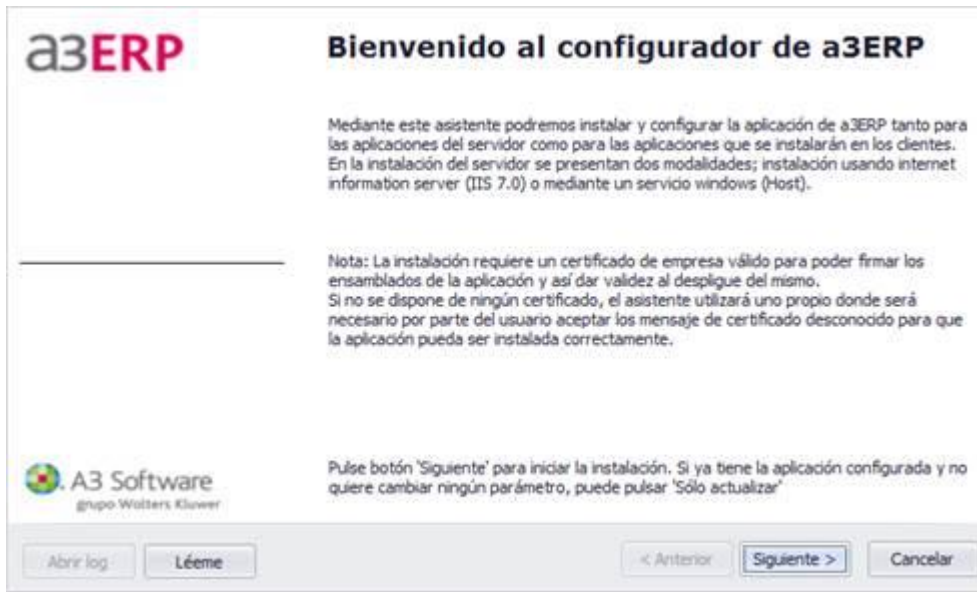 a3ERP
Bienvenido al configurador de a3ERP
Mediante este asistente podremos instalar y configurar la aplicación de a3ERP tanto para
las aplicaciones del servidor como para las aplicaciones que se instalarán en los clientes.
En la instalación del servidor se presentan dos modalidades; instalación usando internet
information server (IIS 7.0) o mediante un servicio windows (Host).
Nota: La instalación requiere un certificado de empresa válido para poder firmar los
ensamblados de la aplicación y así dar validez al despligue del mismo.
Si no se dispone de ningún certificado, el asistente utilizará uno propio donde será
necesario por parte del usuario aceptar los mensaje de certificado desconocido para que
la aplicación pueda ser instalada correctamente.
A3 Software
grupo Wolters Kluwer
Pulse botón 'Siguiente' para iniciar la instalación. Si ya tiene la aplicación configurada y no
quiere cambiar ningún parámetro, puede pulsar 'Sólo actualizar'
Abrir log
Léeme
< Anterior
Siguiente >
Cancelar